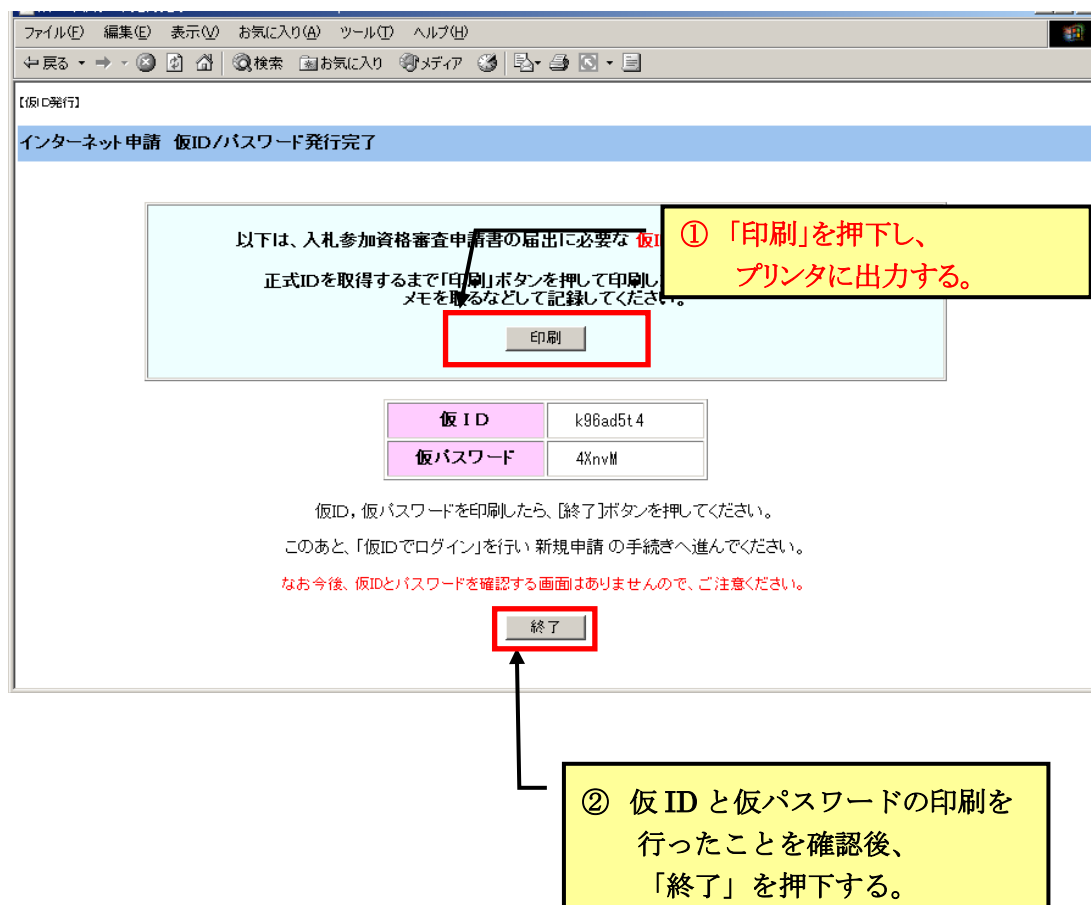 ファイル(F) 編集(E) 表示(V) お気に入り(A) ツール(T) ヘルプ(H)
戻る 検索 お気に入り メディア
【仮ID発行】
インターネット申請 仮ID/パスワード発行完了
以下は、入札参加資格審査申請書の届出に必要な 仮I
① 「印刷」を押下し、
プリンタに出力する。
正式IDを取得するまで「印刷」ボタンを押して印刷し
メモを取るなどして記録してください。
印刷
仮ID k96ad5t4
仮パスワード 4XnvM
仮ID，仮パスワードを印刷したら、[終了]ボタンを押してください。
このあと、「仮IDでログイン」を行い 新規申請 の手続きへ進んでください。
なお今後、仮IDとパスワードを確認する画面はありませんので、ご注意ください。
終了
② 仮 ID と仮パスワードの印刷を
行ったことを確認後、
「終了」を押下する。